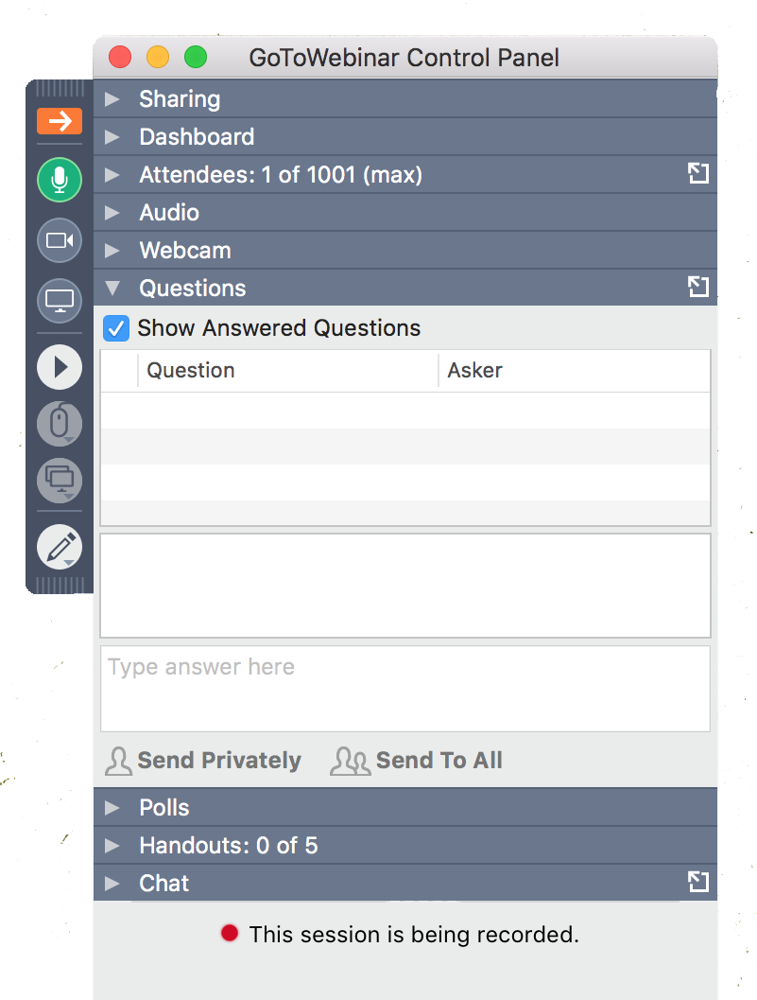 GoToWebinar Control Panel
Sharing
Dashboard
Attendees: 1 of 1001 (max)
Audio
Webcam
Questions
Show Answered Questions
Question Asker
Type answer here
Send Privately Send To All
Polls
Handouts: 0 of 5
Chat
This session is being recorded.